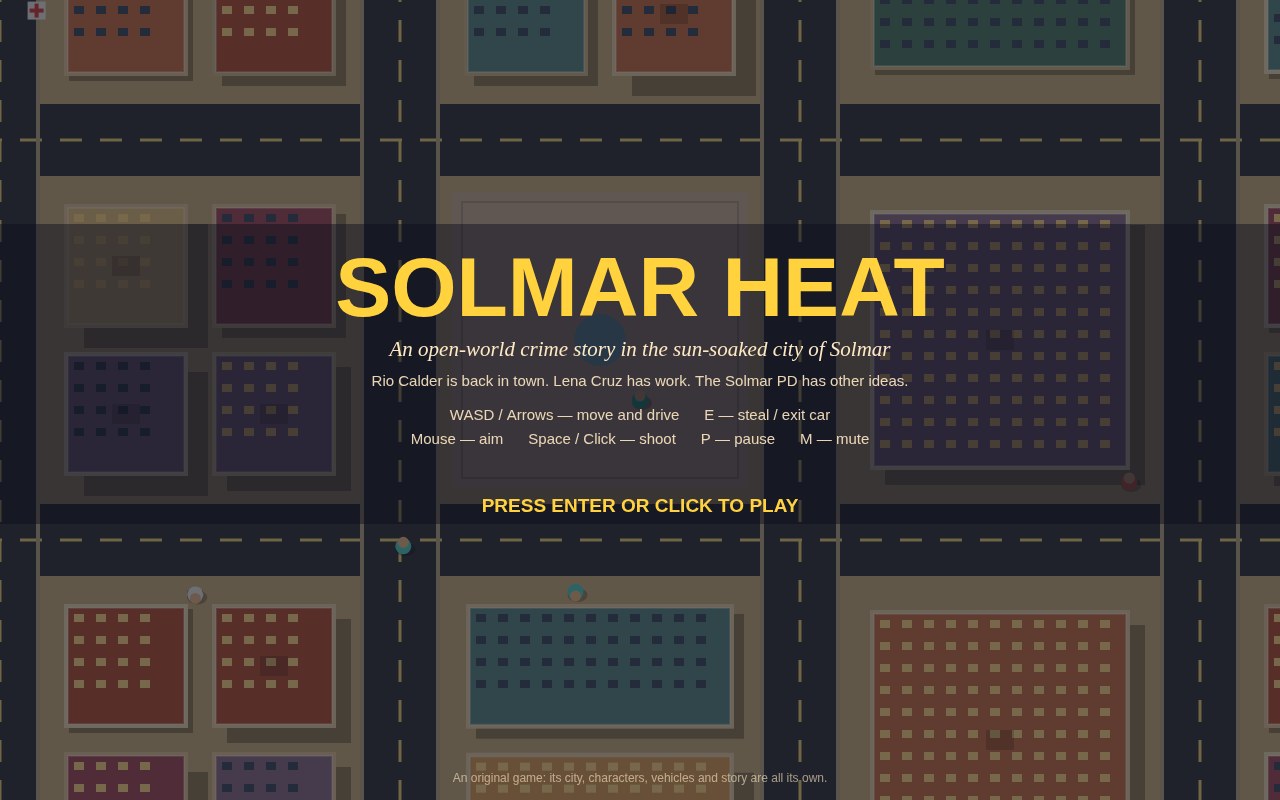 SOLMAR HEAT
An open-world crime story in the sun-soaked city of Solmar
Rio Calder is back in town. Lena Cruz has work. The Solmar PD has other ideas.
WASD / Arrows — move and drive E — steal / exit car
Mouse — aim Space / Click — shoot P — pause M — mute
PRESS ENTER OR CLICK TO PLAY
An original game: its city, characters, vehicles and story are all its own.